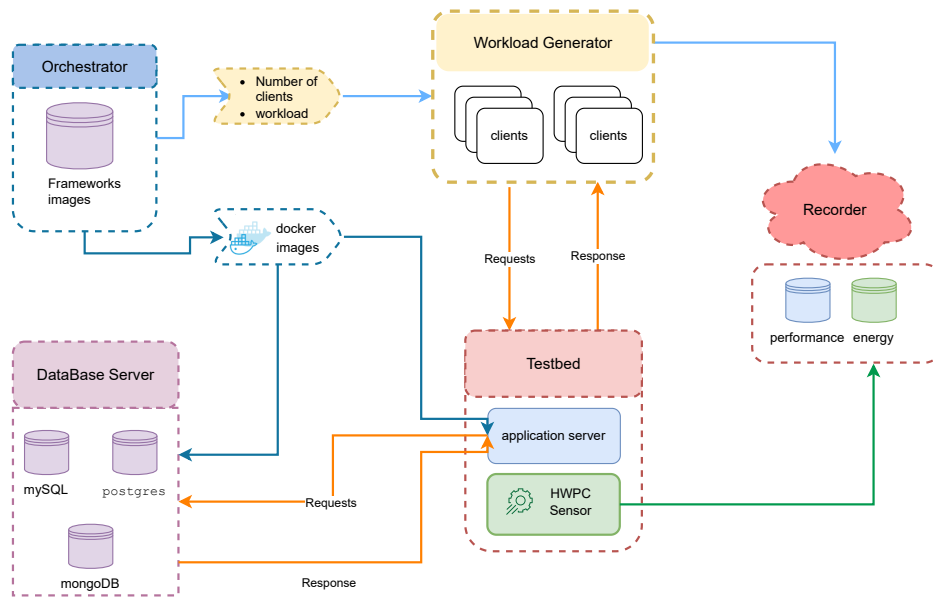 Orchestrator
Frameworks
images
Number of
clients
workload
Workload Generator
clients
clients
docker
images
Requests
Response
Recorder
performance
energy
DataBase Server
mySQL
postgres
mongoDB
Testbed
application server
HWPC
Sensor
Requests
Response